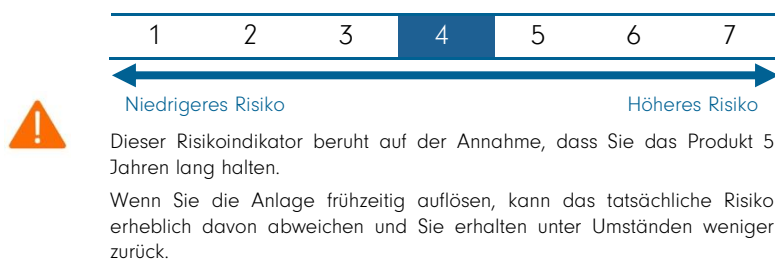 1 2 3 4 5 6 7
Niedrigeres Risiko Höheres Risiko
Dieser Risikoindikator beruht auf der Annahme, dass Sie das Produkt 5
Jahren lang halten.
Wenn Sie die Anlage frühzeitig auflösen, kann das tatsächliche Risiko
erheblich davon abweichen und Sie erhalten unter Umständen weniger
zurück.